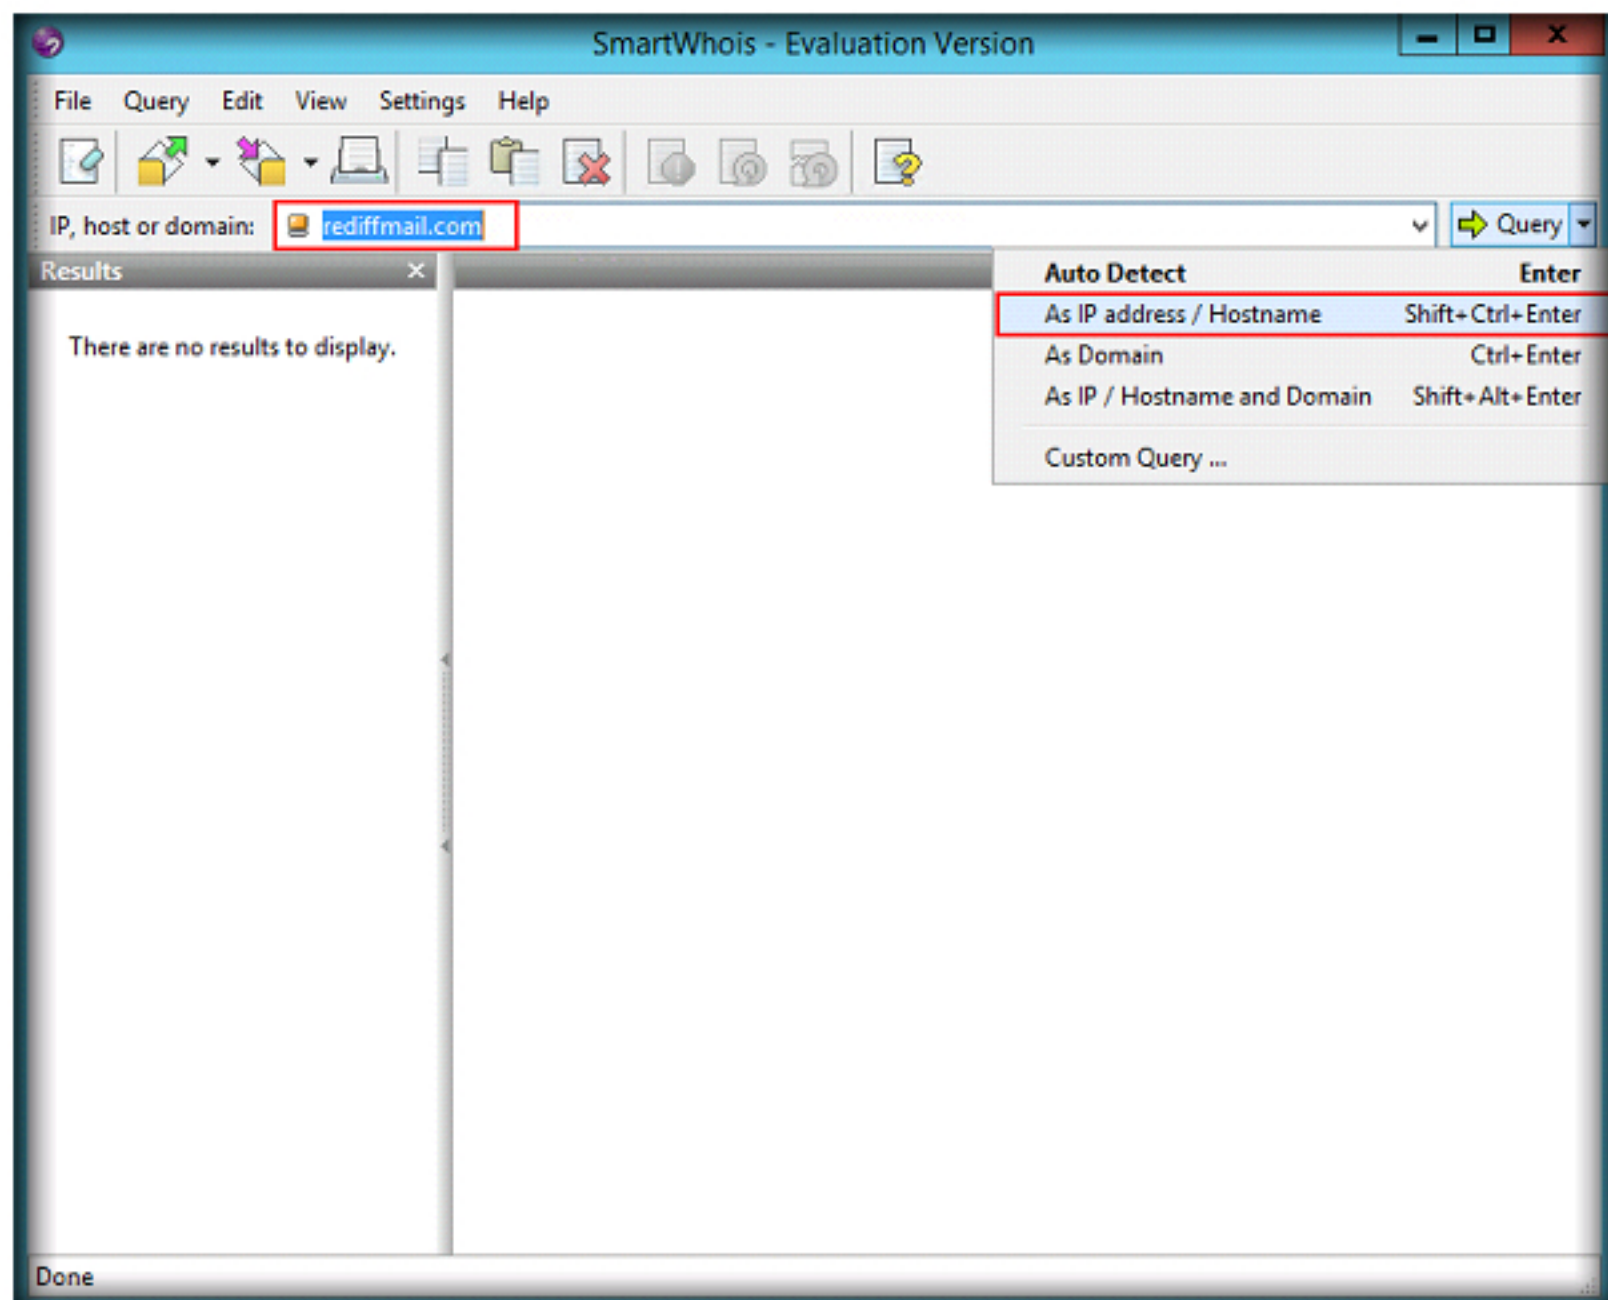 SmartWhois - Evaluation Version
File Query Edit View Settings Help
IP, host or domain: rediffmail.com Query
Results
There are no results to display.
Auto Detect Enter
As IP address / Hostname Shift+Ctrl+Enter
As Domain Ctrl+Enter
As IP / Hostname and Domain Shift+Alt+Enter
Custom Query ...
Done